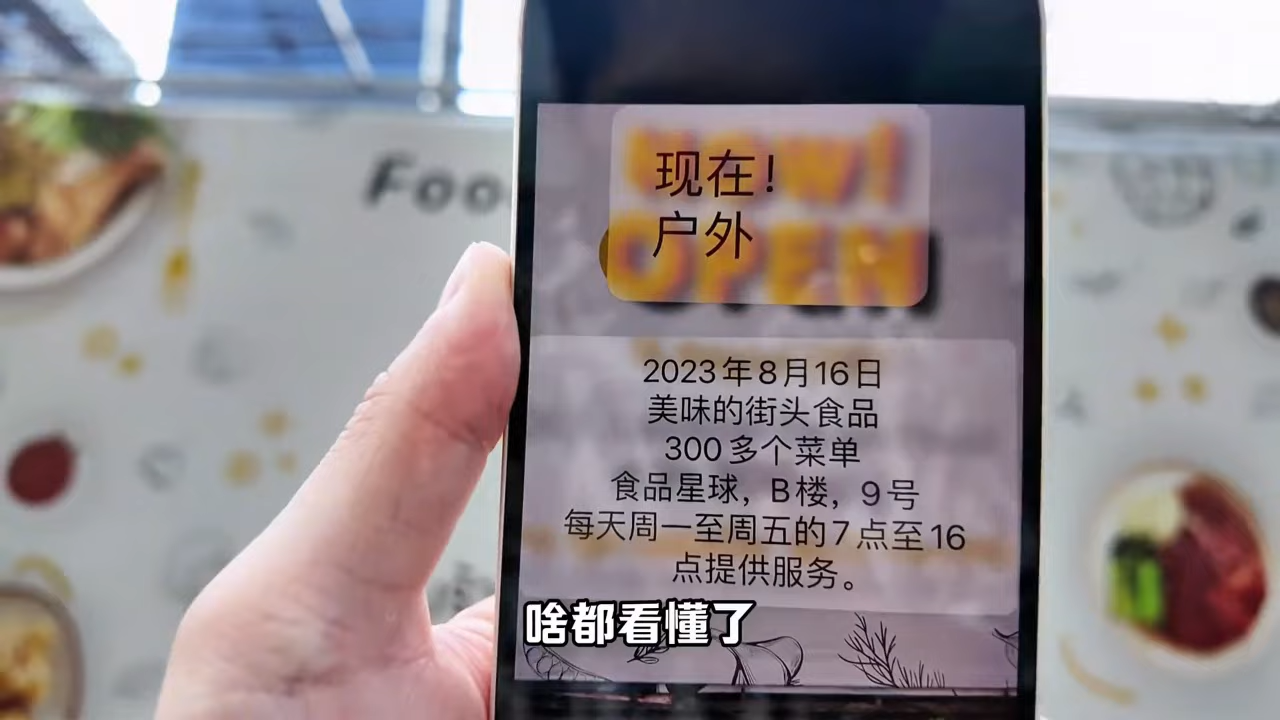 Foo
now!
OPEN
现在!
户外
2023年8月16日
美味的街头食品
300多个菜单
食品星球，B楼，9号
每天周一至周五的7点至16
点提供服务。
啥都看懂了